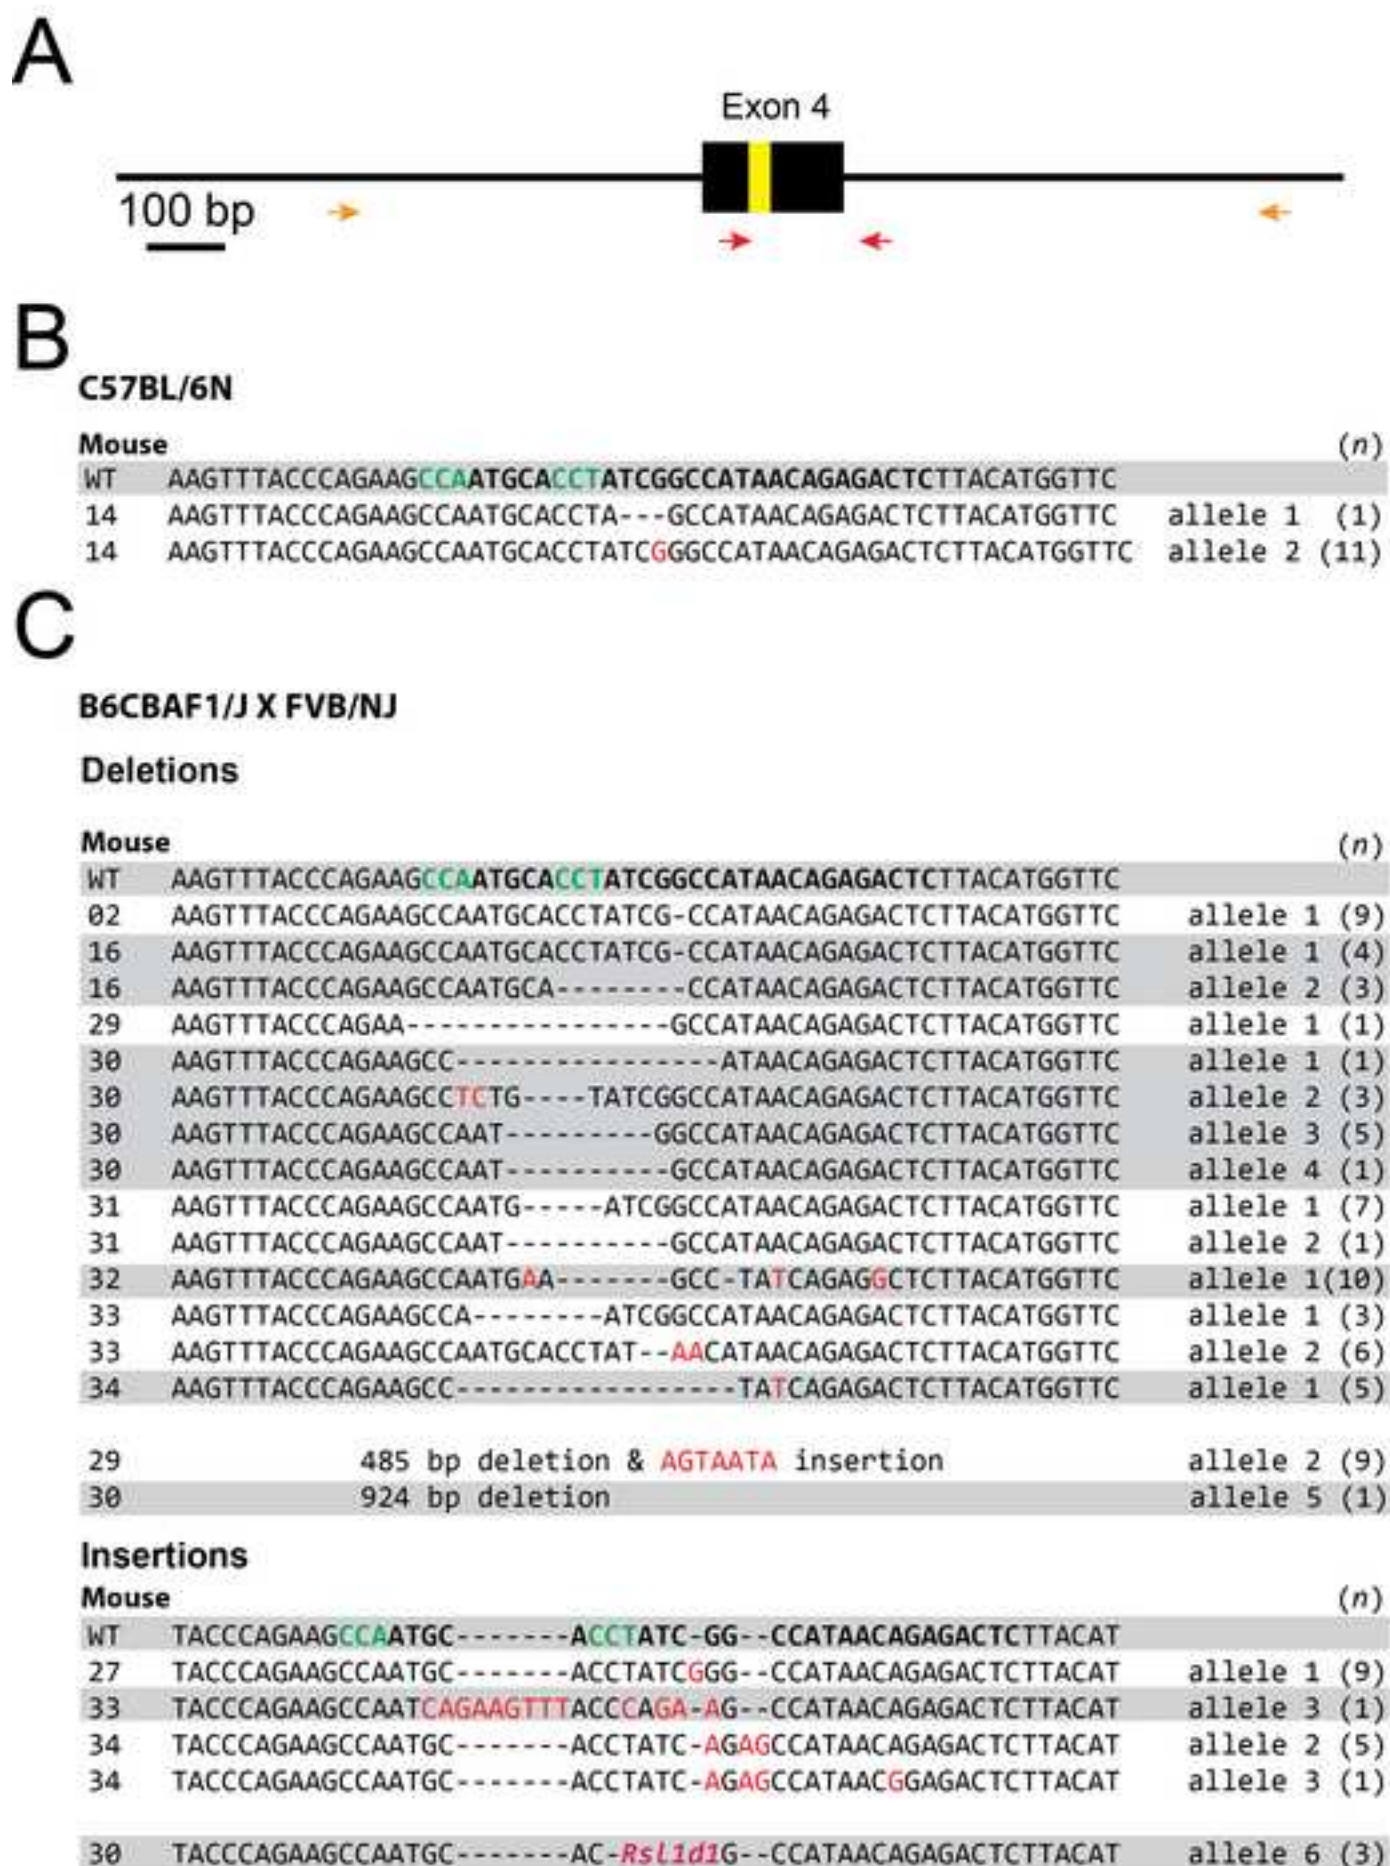 A
Exon 4
100 bp
B
C57BL/6N
Mouse (n)
WT AAGTTTACCCAGAAGCCAATGCACCTATCGGCCATAACAGAGACTCTTACATGGTTC
14 AAGTTTACCCAGAAGCCAATGCACCTA---GCCATAACAGAGACTCTTACATGGTTC allele 1 (1)
14 AAGTTTACCCAGAAGCCAATGCACCTATCGGGCCATAACAGAGACTCTTACATGGTTC allele 2 (11)
C
B6CBAF1/J X FVB/NJ
Deletions
Mouse (n)
WT AAGTTTACCCAGAAGCCAATGCACCTATCGGCCATAACAGAGACTCTTACATGGTTC
02 AAGTTTACCCAGAAGCCAATGCACCTATCG-CCATAACAGAGACTCTTACATGGTTC allele 1 (9)
16 AAGTTTACCCAGAAGCCAATGCACCTATCG-CCATAACAGAGACTCTTACATGGTTC allele 1 (4)
16 AAGTTTACCCAGAAGCCAATGCA--------CCATAACAGAGACTCTTACATGGTTC allele 2 (3)
29 AAGTTTACCCAGAA----------------GCCATAACAGAGACTCTTACATGGTTC allele 1 (1)
30 AAGTTTACCCAGAAGCC----------------ATAACAGAGACTCTTACATGGTTC allele 1 (1)
30 AAGTTTACCCAGAAGCCTCTG----TATCGGCCATAACAGAGACTCTTACATGGTTC allele 2 (3)
30 AAGTTTACCCAGAAGCCAAT---------GGCCATAACAGAGACTCTTACATGGTTC allele 3 (5)
30 AAGTTTACCCAGAAGCCAAT----------GCCATAACAGAGACTCTTACATGGTTC allele 4 (1)
31 AAGTTTACCCAGAAGCCAATG-----ATCGGCCATAACAGAGACTCTTACATGGTTC allele 1 (7)
31 AAGTTTACCCAGAAGCCAAT----------GCCATAACAGAGACTCTTACATGGTTC allele 2 (1)
32 AAGTTTACCCAGAAGCCAATGAA-------GCC-TATCAGAGGCTCTTACATGGTTC allele 1(10)
33 AAGTTTACCCAGAAGCCA--------ATCGGCCATAACAGAGACTCTTACATGGTTC allele 1 (3)
33 AAGTTTACCCAGAAGCCAATGCACCTAT--AACATAACAGAGACTCTTACATGGTTC allele 2 (6)
34 AAGTTTACCCAGAAGCC-----------------TATCAGAGACTCTTACATGGTTC allele 1 (5)
29 485 bp deletion & AGTAATA insertion allele 2 (9)
30 924 bp deletion allele 5 (1)
Insertions
Mouse (n)
WT TACCCAGAAGCCAATGC-------ACCTATC-GG--CCATAACAGAGACTCTTACAT
27 TACCCAGAAGCCAATGC-------ACCTATCGGG--CCATAACAGAGACTCTTACAT allele 1 (9)
33 TACCCAGAAGCCAATCAGAAGTTTACCCAGA-AG--CCATAACAGAGACTCTTACAT allele 3 (1)
34 TACCCAGAAGCCAATGC-------ACCTATC-AGAGCCATAACAGAGACTCTTACAT allele 2 (5)
34 TACCCAGAAGCCAATGC-------ACCTATC-AGAGCCATAACGGAGACTCTTACAT allele 3 (1)
30 TACCCAGAAGCCAATGC-------AC-Rsl1d1G--CCATAACAGAGACTCTTACAT allele 6 (3)